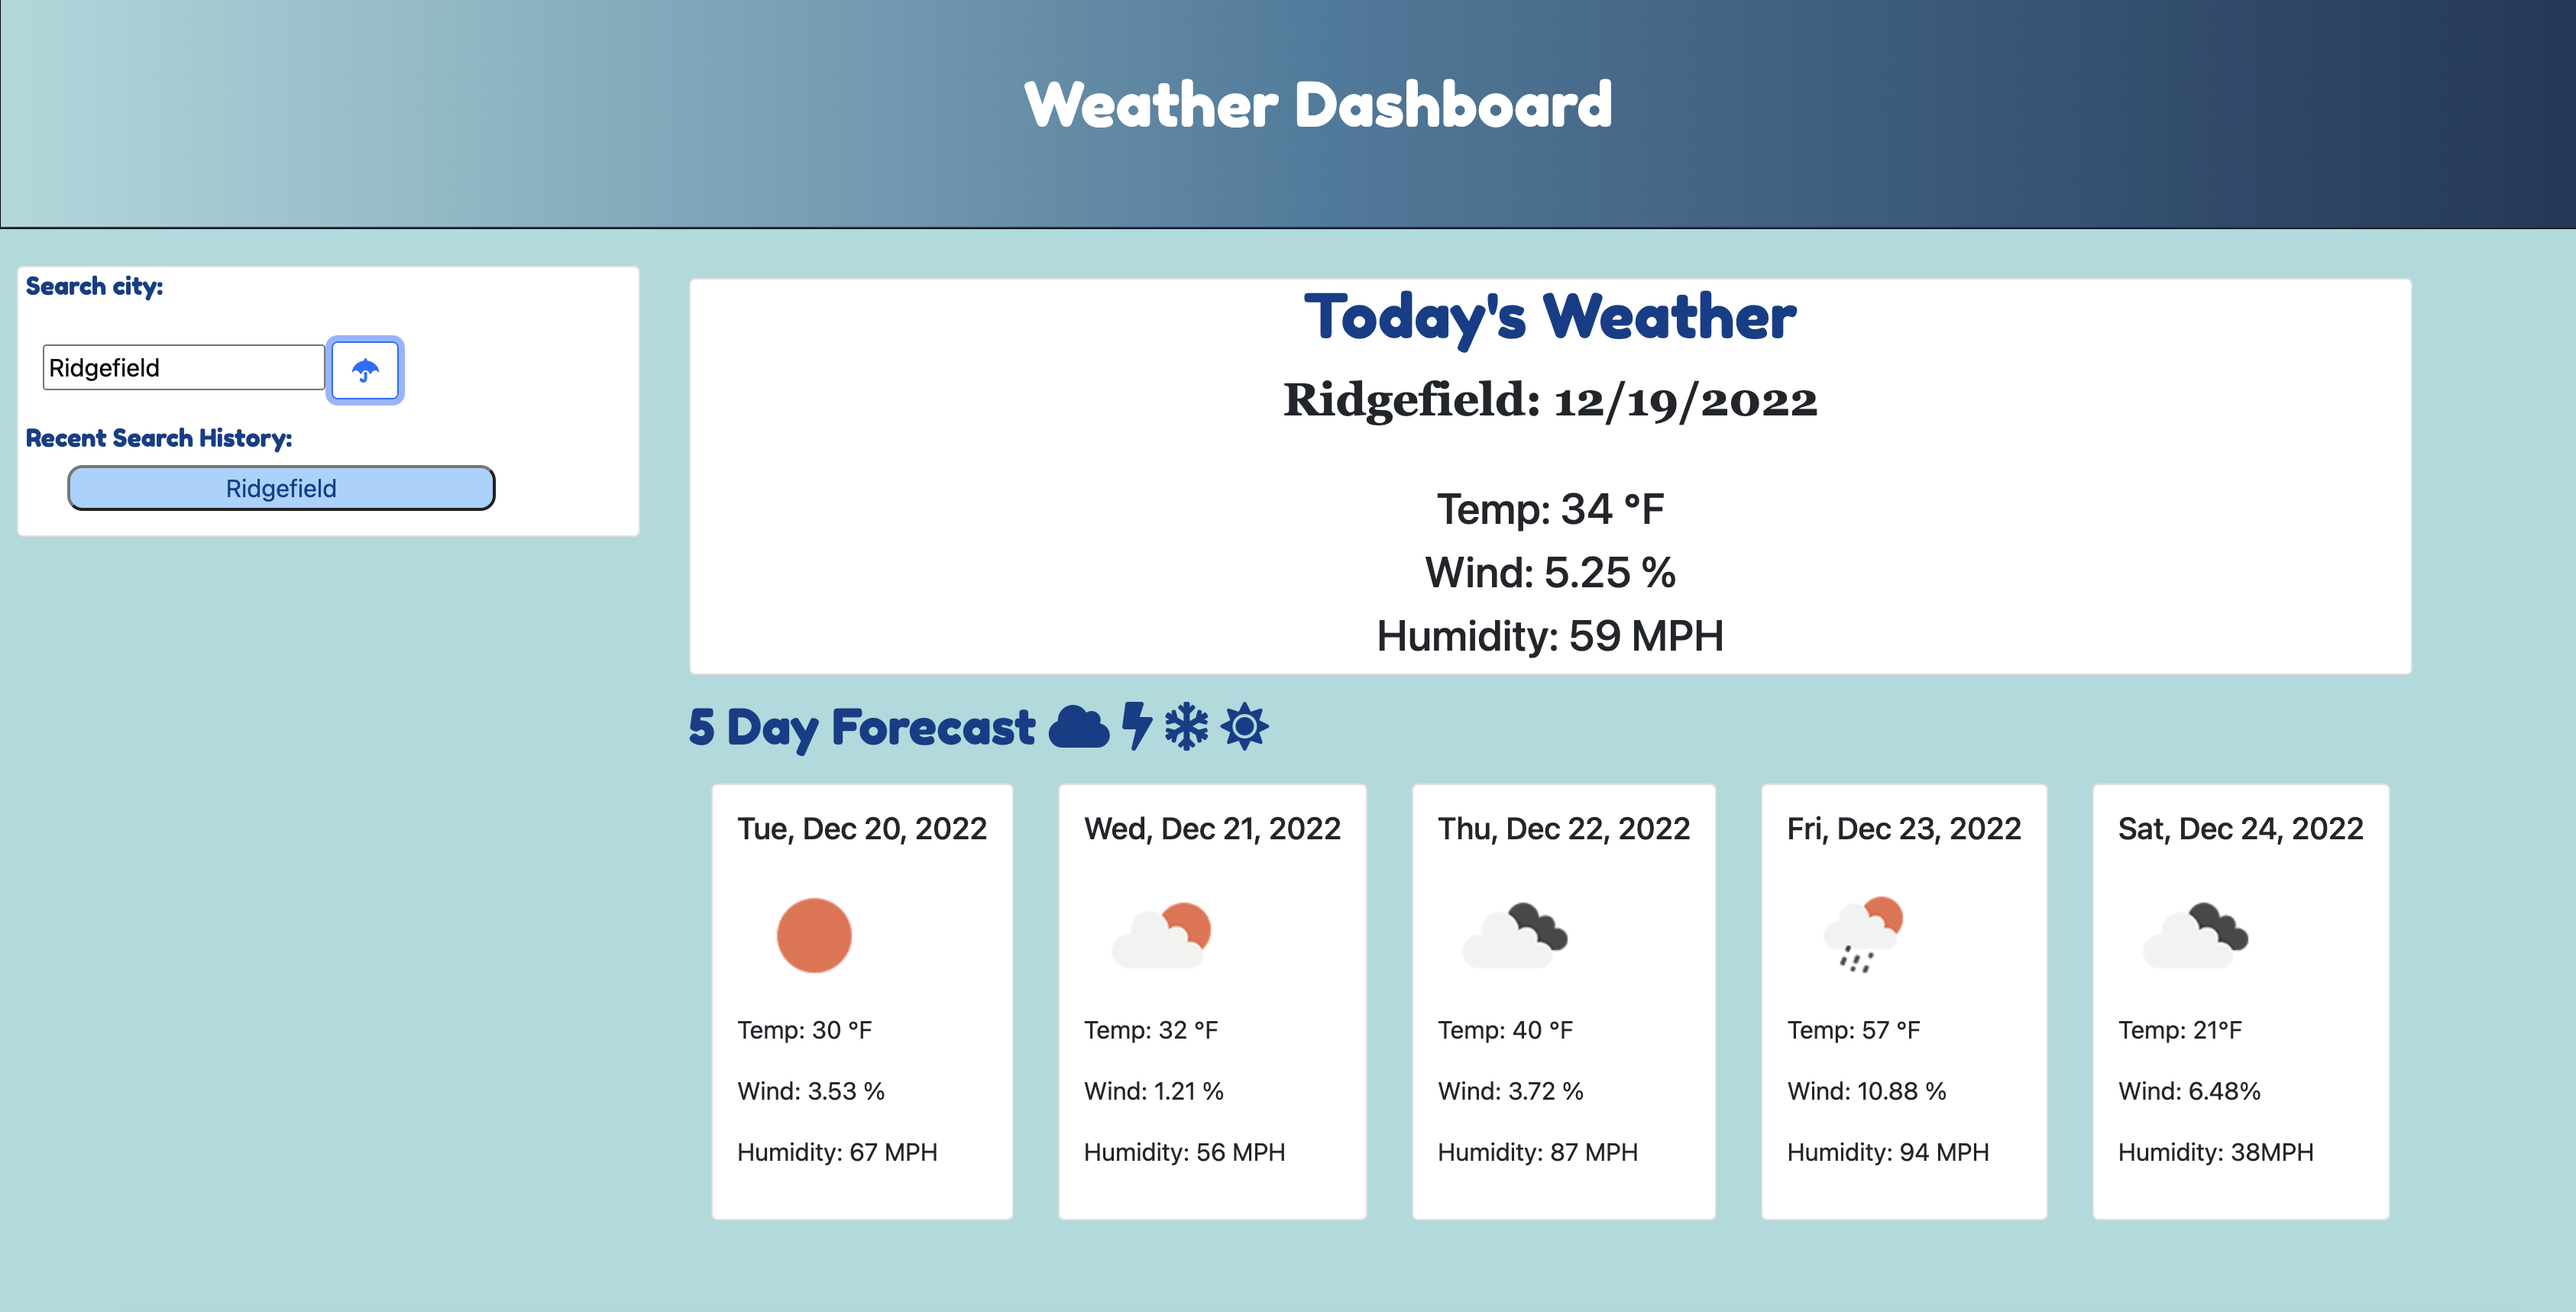 Weather Dashboard
Search city:
Ridgefield
Recent Search History:
Ridgefield
Today's Weather
Ridgefield: 12/19/2022
Temp: 34 °F
Wind: 5.25 %
Humidity: 59 MPH
5 Day Forecast
Tue, Dec 20, 2022
Temp: 30 °F
Wind: 3.53 %
Humidity: 67 MPH
Wed, Dec 21, 2022
Temp: 32 °F
Wind: 1.21 %
Humidity: 56 MPH
Thu, Dec 22, 2022
Temp: 40 °F
Wind: 3.72 %
Humidity: 87 MPH
Fri, Dec 23, 2022
Temp: 57 °F
Wind: 10.88 %
Humidity: 94 MPH
Sat, Dec 24, 2022
Temp: 21°F
Wind: 6.48%
Humidity: 38MPH